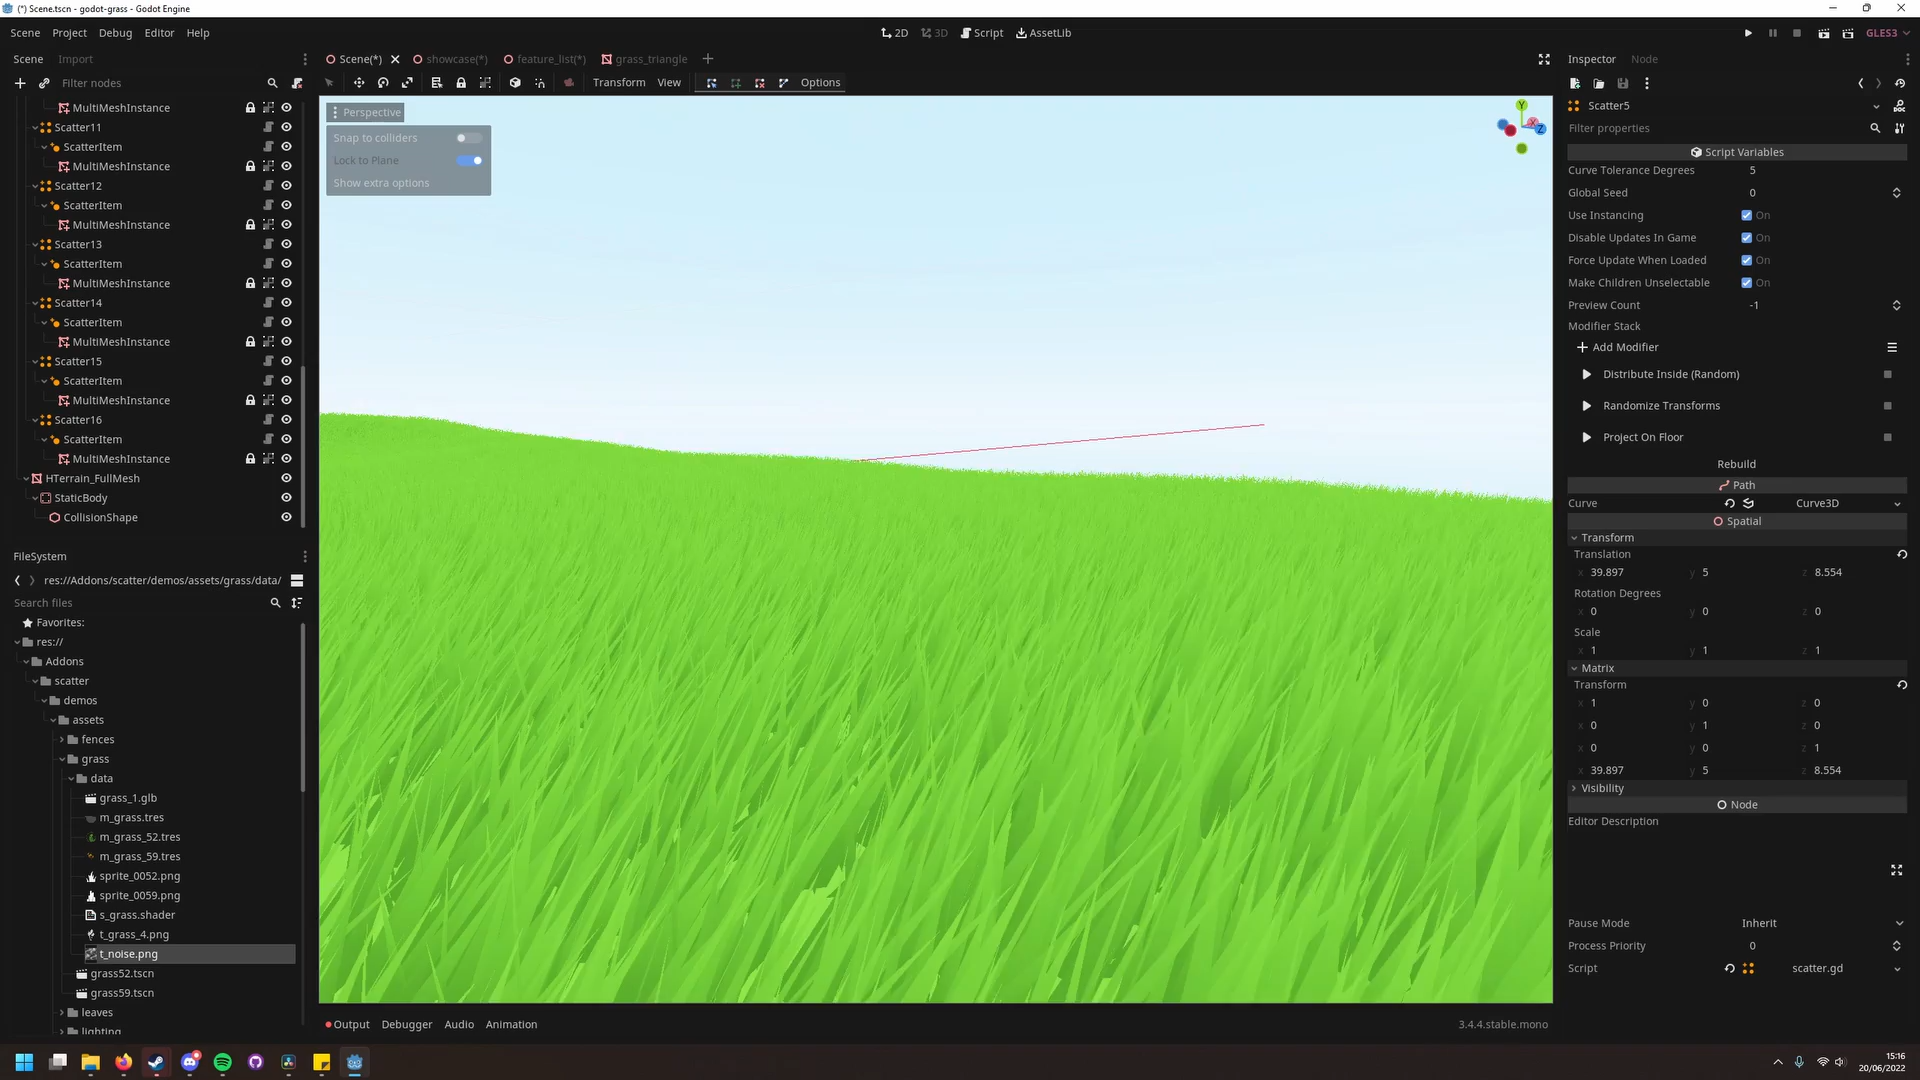 (*) Scene.tscn - godot-grass - Godot Engine
Scene Project Debug Editor Help
2D 3D Script AssetLib
GLES3
Scene Import
Scene(*) showcase(*) feature_list(*) grass_triangle
Inspector Node
Filter nodes
Transform View Options
MultiMeshInstance
Scatter11
ScatterItem
MultiMeshInstance
Scatter12
ScatterItem
MultiMeshInstance
Scatter13
ScatterItem
MultiMeshInstance
Scatter14
ScatterItem
MultiMeshInstance
Scatter15
ScatterItem
MultiMeshInstance
Scatter16
ScatterItem
MultiMeshInstance
HTerrain_FullMesh
StaticBody
CollisionShape
FileSystem
res://Addons/scatter/demos/assets/grass/data/
Search files
Favorites:
res://
Addons
scatter
demos
assets
fences
grass
data
grass_1.glb
m_grass.tres
m_grass_52.tres
m_grass_59.tres
sprite_0052.png
sprite_0059.png
s_grass.shader
t_grass_4.png
t_noise.png
grass52.tscn
grass59.tscn
leaves
lighting
Perspective
Snap to colliders
Lock to Plane
Show extra options
Y
X
Z
Output Debugger Audio Animation
3.4.4.stable.mono
Scatter5
Filter properties
Script Variables
Curve Tolerance Degrees 5
Global Seed 0
Use Instancing On
Disable Updates In Game On
Force Update When Loaded On
Make Children Unselectable On
Preview Count -1
Modifier Stack
Add Modifier
Distribute Inside (Random)
Randomize Transforms
Project On Floor
Rebuild
Path
Curve Curve3D
Spatial
Transform
Translation
x 39.897 y 5 z 8.554
Rotation Degrees
x 0 y 0 z 0
Scale
x 1 y 1 z 1
Matrix
Transform
x 1 y 0 z 0
x 0 y 1 z 0
x 0 y 0 z 1
x 39.897 y 5 z 8.554
Visibility
Node
Editor Description
Pause Mode Inherit
Process Priority 0
Script scatter.gd
15:16
20/06/2022